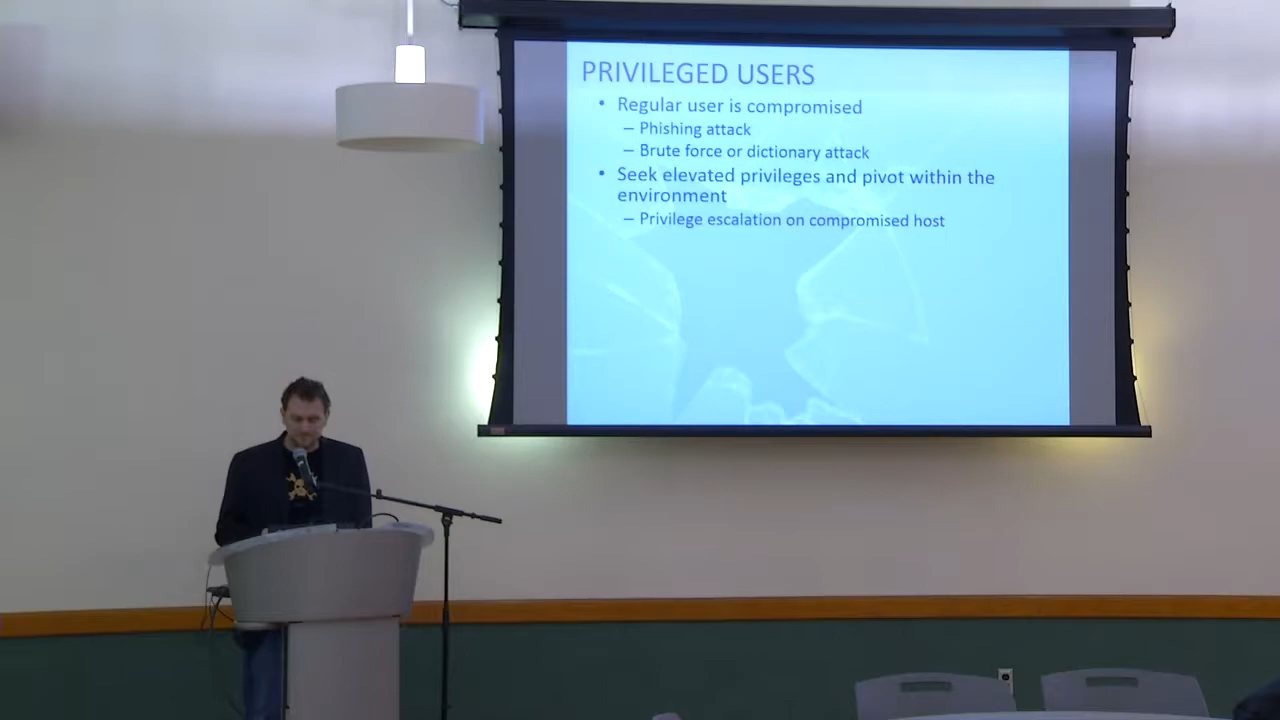 PRIVILEGED USERS
• Regular user is compromised
– Phishing attack
– Brute force or dictionary attack
• Seek elevated privileges and pivot within the
environment
– Privilege escalation on compromised host